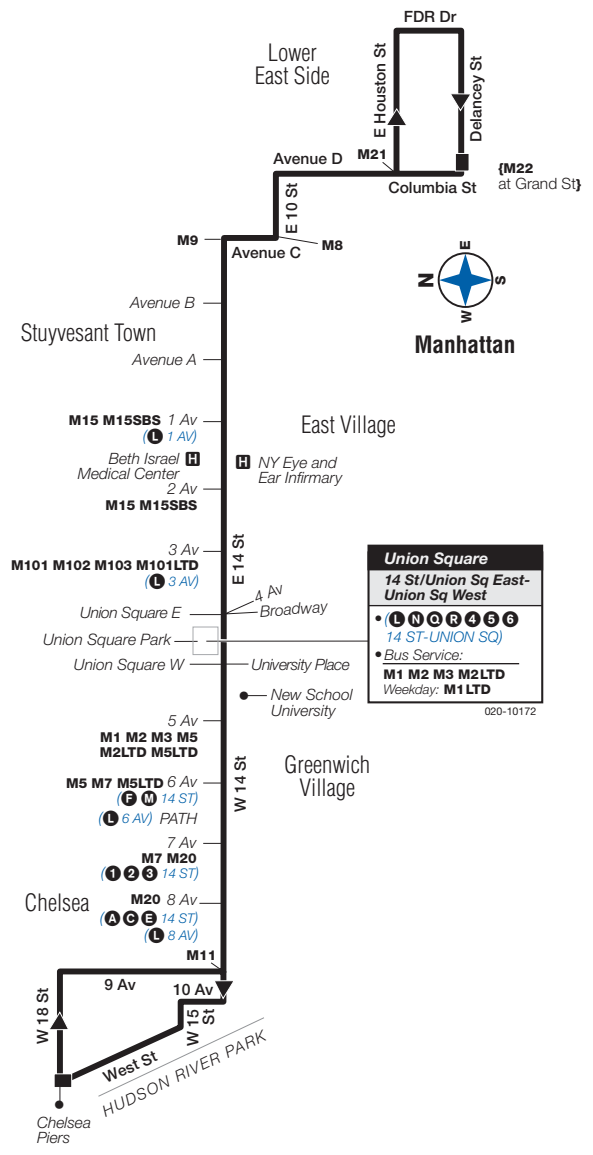 FDR Dr
Lower
East Side
E Houston St
Delancey St
M21
Avenue D
Columbia St
{M22
at Grand St}
E 10 St
M9
Avenue C
M8
E
N
S
W
Manhattan
Avenue B
Stuyvesant Town
Avenue A
M15 M15SBS 1 Av
(L 1 AV)
East Village
Beth Israel H
Medical Center
H NY Eye and
Ear Infirmary
2 Av
M15 M15SBS
3 Av
M101 M102 M103 M101LTD
(L 3 AV)
E 14 St
4 Av
Union Square E
Broadway
Union Square Park
Union Square W
University Place
Union Square
14 St/Union Sq East-
Union Sq West
• (L N Q R 4 5 6
14 ST-UNION SQ)
• Bus Service:
M1 M2 M3 M2LTD
Weekday: M1LTD
020-10172
New School
University
5 Av
M1 M2 M3 M5
M2LTD M5LTD
Greenwich
Village
W 14 St
M5 M7 M5LTD 6 Av
(F M 14 ST)
(L 6 AV) PATH
7 Av
M7 M20
(1 2 3 14 ST)
Chelsea
M20 8 Av
(A C E 14 ST)
(L 8 AV)
M11
9 Av
10 Av
W 18 St
W 15
St
West St
HUDSON RIVER PARK
Chelsea
Piers